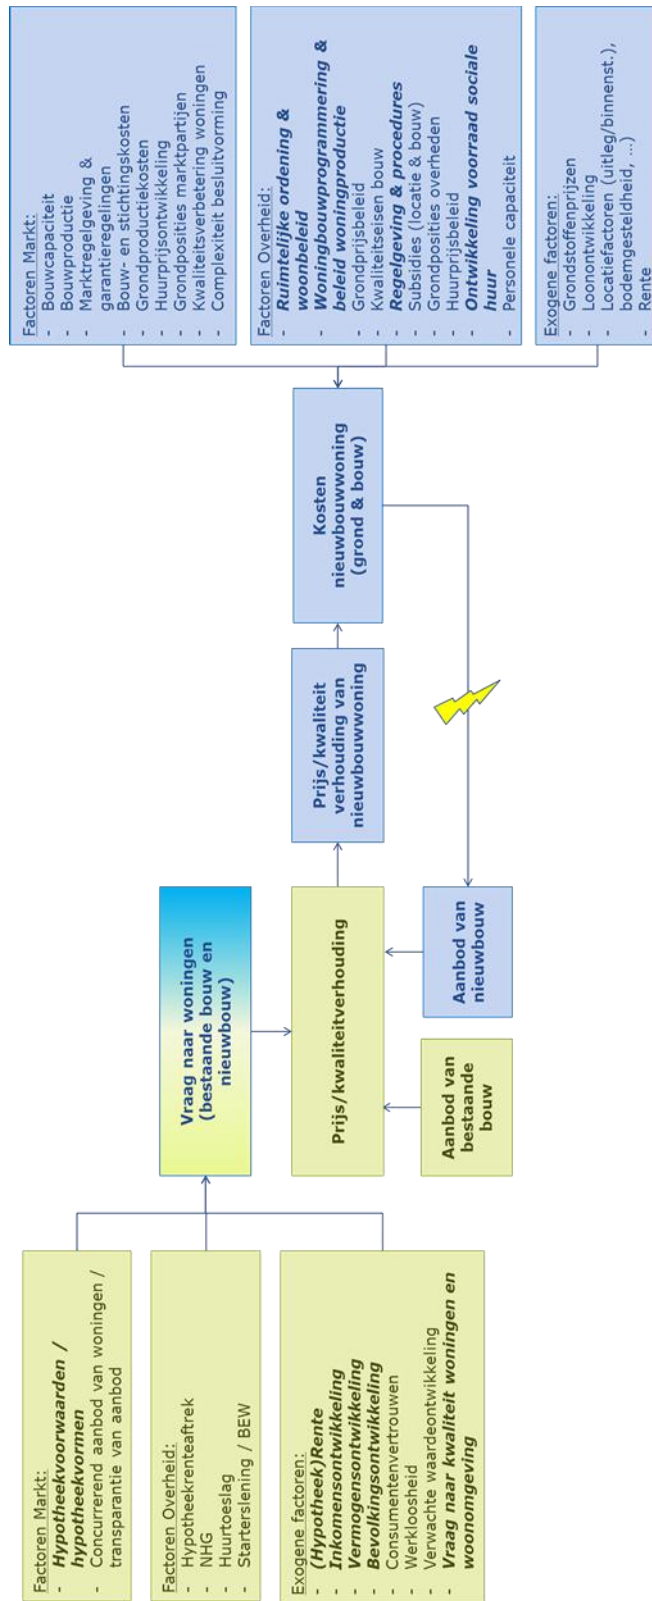 Factoren Markt:
- Hypotheekvoorwaarden /
hypotheekvormen
- Concurrerend aanbod van woningen /
transparantie van aanbod
Factoren Overheid:
- Hypotheekrenteaftrek
- NHG
- Huurtoeslag
- Starterslening / BEW
Exogene factoren:
- (Hypotheek)Rente
- Inkomensontwikkeling
- Vermogensontwikkeling
- Bevolkingsontwikkeling
- Consumentenvertrouwen
- Werkloosheid
- Verwachte waardeontwikkeling
- Vraag naar kwaliteit woningen en
woonomgeving
Vraag naar woningen
(bestaande bouw en
nieuwbouw)
Prijs/kwaliteitverhouding
Aanbod van
bestaande
bouw
Aanbod van
nieuwbouw
Prijs/kwaliteit
verhouding van
nieuwbouwwoning
Kosten
nieuwbouwwoning
(grond & bouw)
Factoren Markt:
- Bouwcapaciteit
- Bouwproductie
- Marktregelgeving &
garantieregelingen
- Bouw- en stichtingskosten
- Grondproductiekosten
- Huurprijsontwikkeling
- Grondposities marktpartijen
- Kwaliteitsverbetering woningen
- Complexiteit besluitvorming
Factoren Overheid:
- Ruimtelijke ordening &
woonbeleid
- Woningbouwprogrammering &
beleid woningproductie
- Grondprijsbeleid
- Kwaliteitseisen bouw
- Regelgeving & procedures
- Subsidies (locatie & bouw)
- Grondposities overheden
- Huurprijsbeleid
- Ontwikkeling voorraad sociale
huur
- Personele capaciteit
Exogene factoren:
- Grondstoffenprijzen
- Loonontwikkeling
- Locatiefactoren (uitleg/binnenst.),
bodemgesteldheid, ...)
- Rente